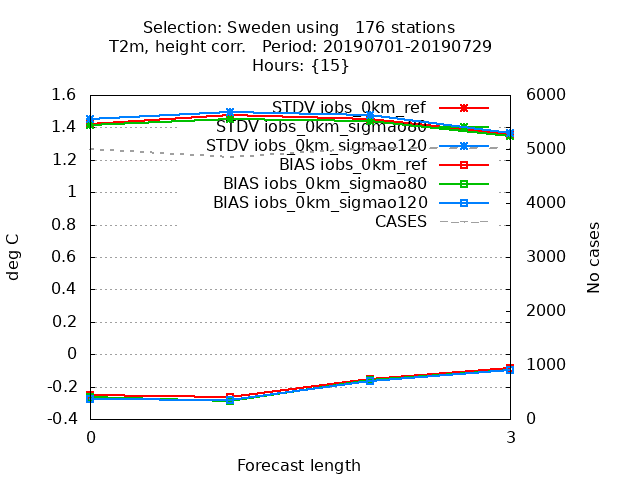 Selection: Sweden using   176 stations
T2m, height corr.   Period: 20190701-20190729
Hours: {15}
1.6
1.4
1.2
1
0.8
0.6
0.4
0.2
0
-0.2
-0.4
deg C
STDV iobs_0km_ref
STDV iobs_0km_sigmao80
STDV iobs_0km_sigmao120
BIAS iobs_0km_ref
BIAS iobs_0km_sigmao80
BIAS iobs_0km_sigmao120
CASES
6000
5000
4000
3000
2000
1000
0
No cases
0 3
Forecast length